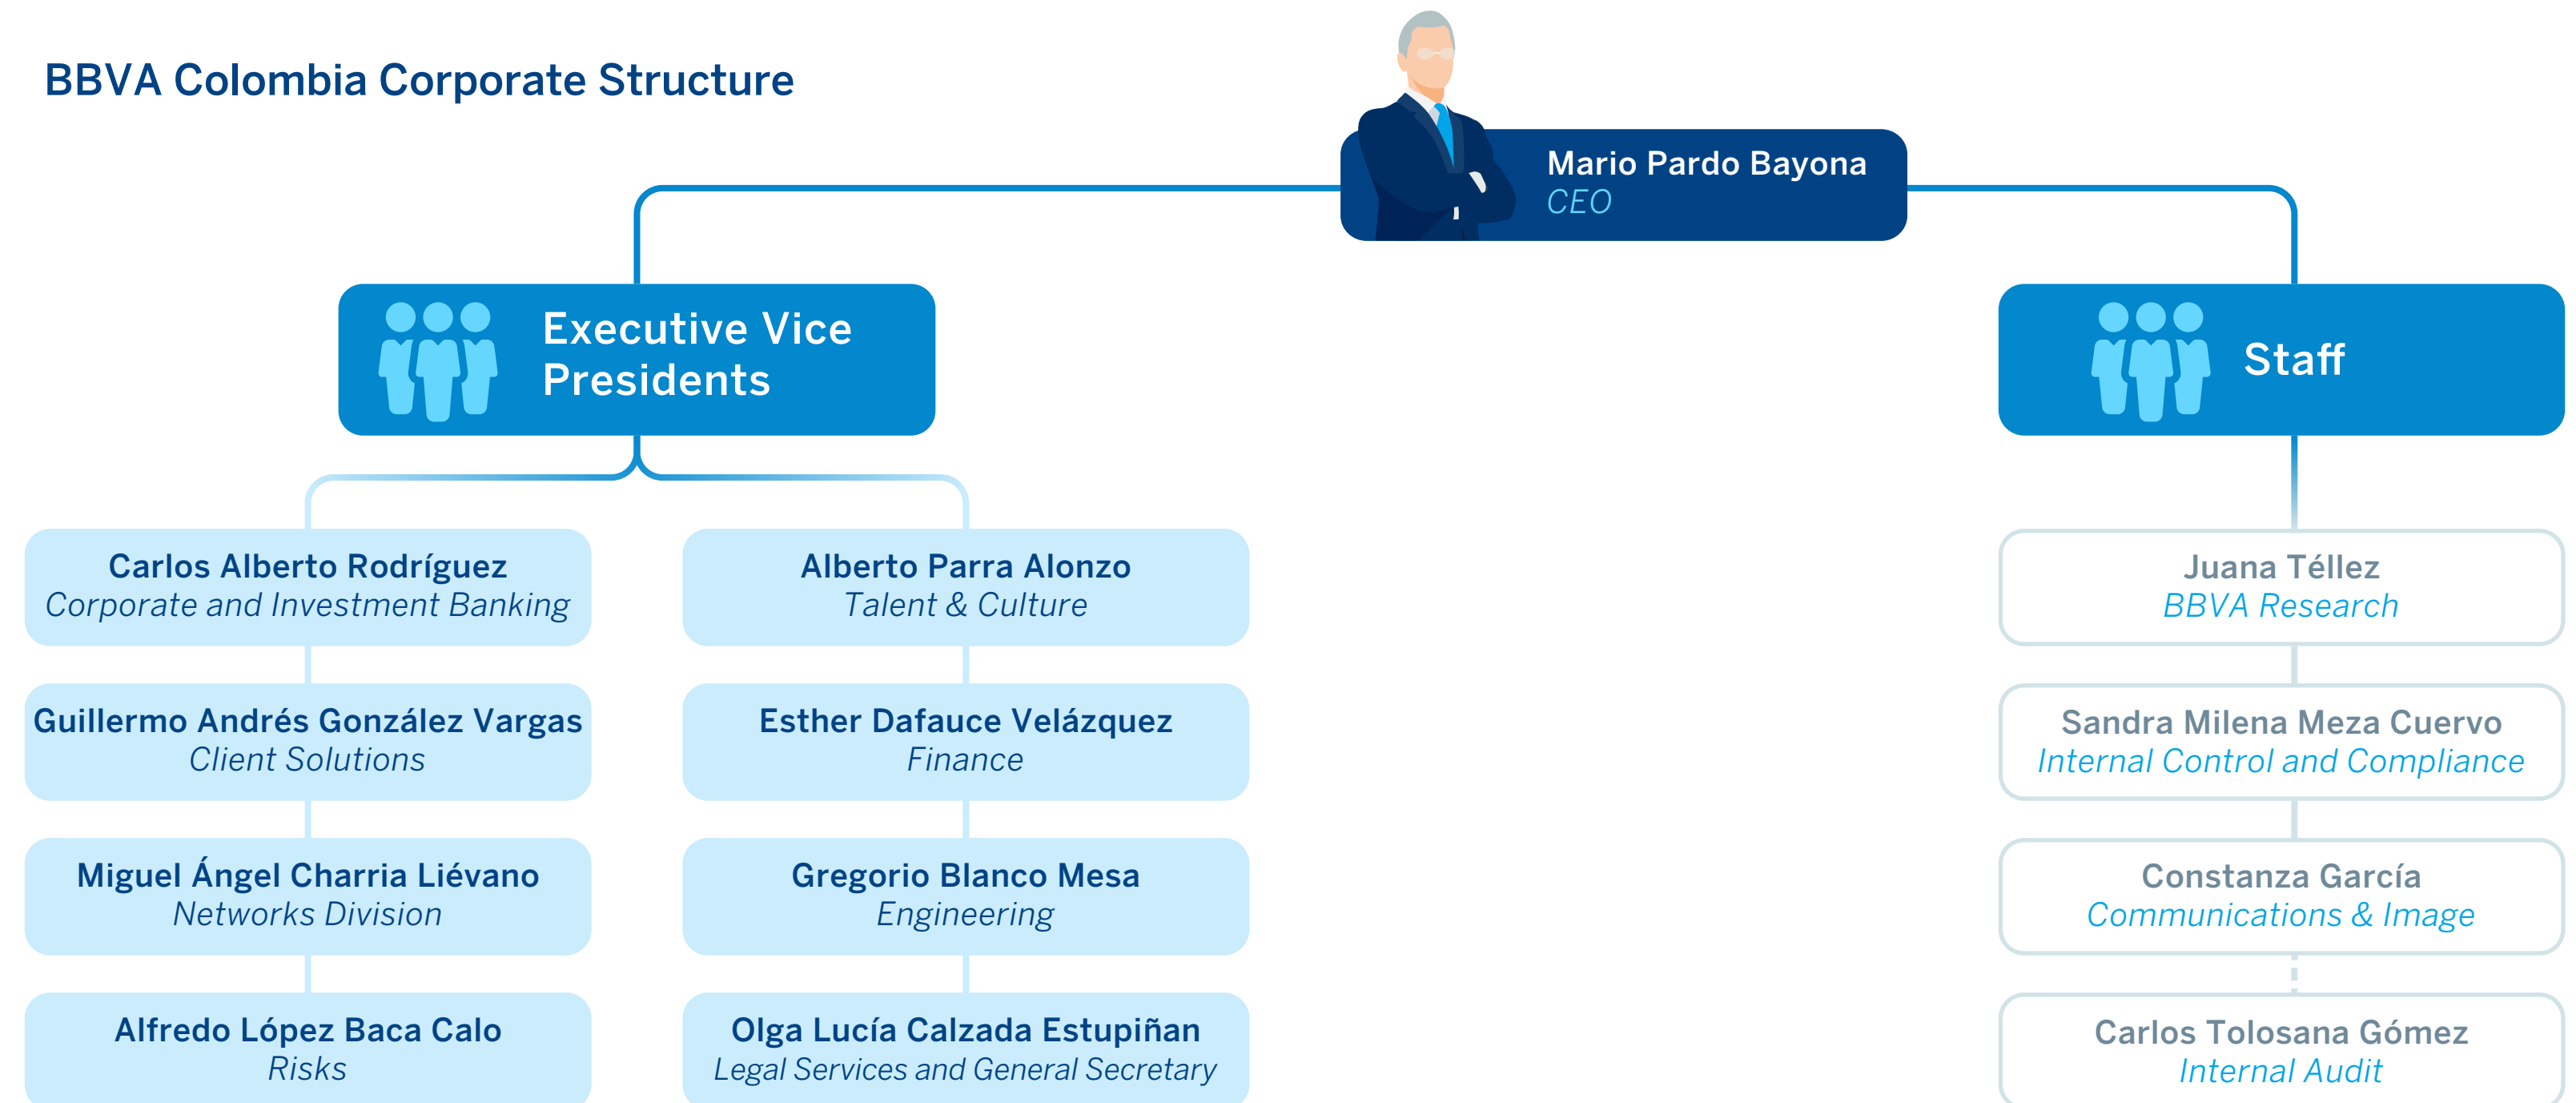 BBVA Colombia Corporate Structure
Mario Pardo Bayona
CEO
Executive Vice
Presidents
Staff
Carlos Alberto Rodríguez
Corporate and Investment Banking
Guillermo Andrés González Vargas
Client Solutions
Miguel Ángel Charria Liévano
Networks Division
Alfredo López Baca Calo
Risks
Alberto Parra Alonzo
Talent & Culture
Esther Dafauce Velázquez
Finance
Gregorio Blanco Mesa
Engineering
Olga Lucía Calzada Estupiñan
Legal Services and General Secretary
Juana Téllez
BBVA Research
Sandra Milena Meza Cuervo
Internal Control and Compliance
Constanza García
Communications & Image
Carlos Tolosana Gómez
Internal Audit